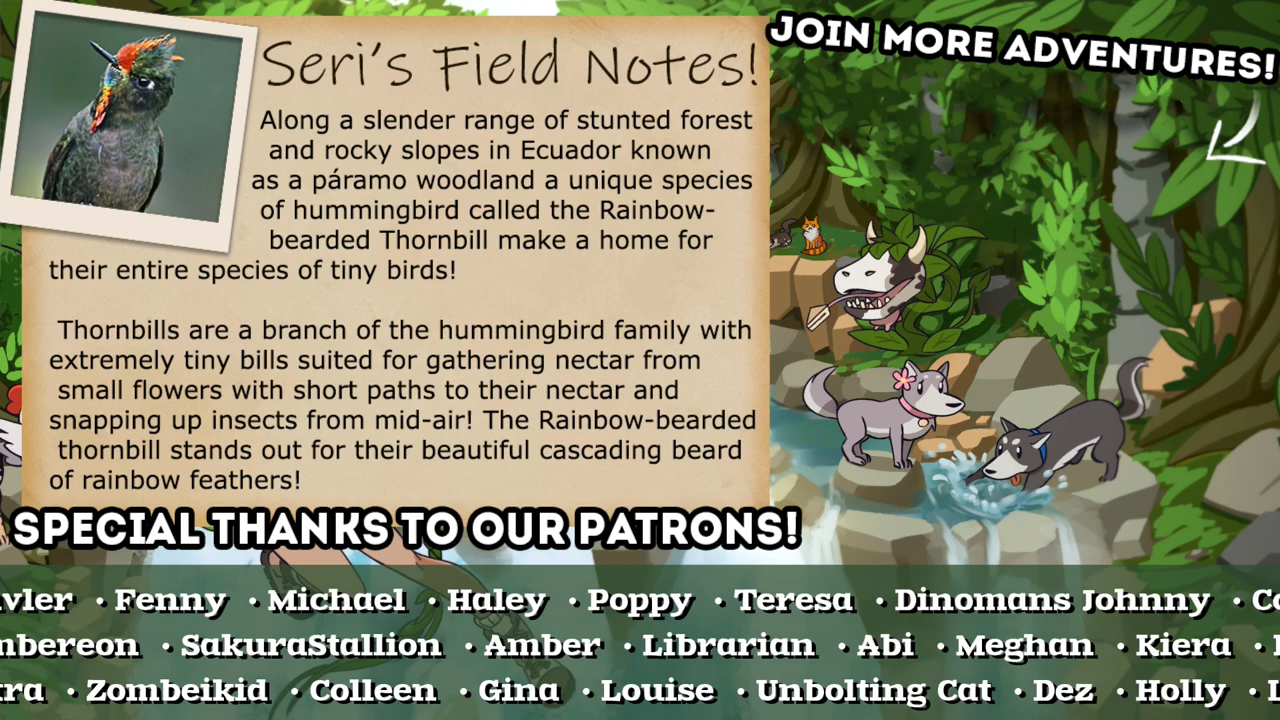 Seri's Field Notes!
JOIN MORE ADVENTURES!
Along a slender range of stunted forest
and rocky slopes in Ecuador known
as a páramo woodland a unique species
of hummingbird called the Rainbow-
bearded Thornbill make a home for
their entire species of tiny birds!
Thornbills are a branch of the hummingbird family with
extremely tiny bills suited for gathering nectar from
small flowers with short paths to their nectar and
snapping up insects from mid-air! The Rainbow-bearded
thornbill stands out for their beautiful cascading beard
of rainbow feathers!
SPECIAL THANKS TO OUR PATRONS!
• Fenny • Michael • Haley • Poppy • Teresa • Dinomans Johnny •
• SakuraStallion • Amber • Librarian • Abi • Meghan • Kiera •
• Zombeikid • Colleen • Gina • Louise • Unbolting Cat • Dez • Holly •